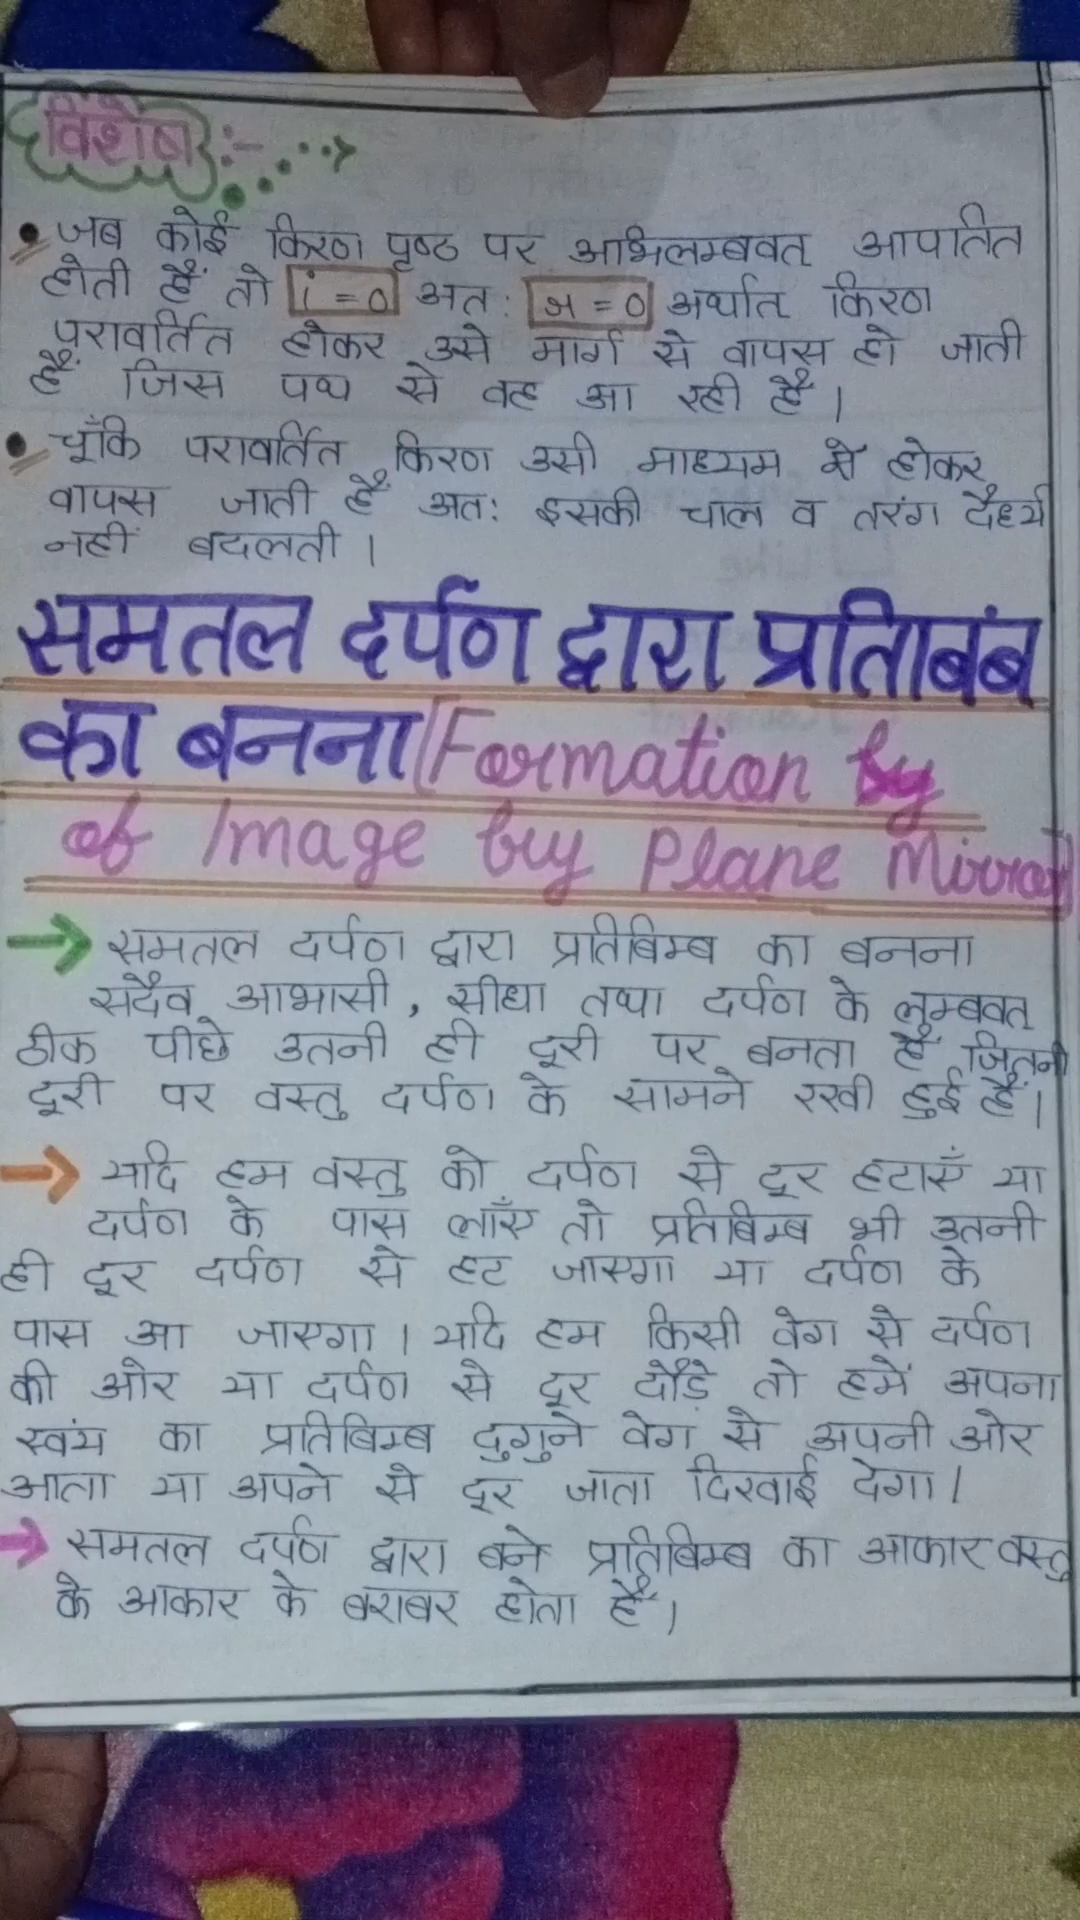 विशेष :-
जब कोई किरण पृष्ठ पर अभिलम्बवत् आपतित
होती हैं तो i = 0 अत: r = 0 अर्थात् किरण
परावर्तित होकर उसे मार्ग से वापस हो जाती
हैं जिस पथ से वह आ रही है।
चूँकि परावर्तित किरण उसी माध्यम में होकर
वापस जाती है अत: इसकी चाल व तरंग दैर्ध्य
नहीं बदलती।
समतल दर्पण द्वारा प्रतिबिंब
का बनना/Formation by
of Image by Plane Mirror
समतल दर्पण द्वारा प्रतिबिम्ब का बनना
सदैव आभासी, सीधा तथा दर्पण के लम्बवत्
ठीक पीछे उतनी ही दूरी पर बनता हैं जितनी
दूरी पर वस्तु दर्पण के सामने रखी हुई हैं।
यदि हम वस्तु को दर्पण से दूर हटाएँ या
दर्पण के पास लाएँ तो प्रतिबिम्ब भी उतनी
ही दूर दर्पण से हट जाएगा या दर्पण के
पास आ जाएगा। यदि हम किसी वेग से दर्पण
की ओर या दर्पण से दूर दौड़े तो हमें अपना
स्वंय का प्रतिबिम्ब दुगुने वेग से अपनी ओर
आता या अपने से दूर जाता दिखाई देगा।
समतल दर्पण द्वारा बने प्रतिबिम्ब का आकार वस्तु
के आकार के बराबर होता है।